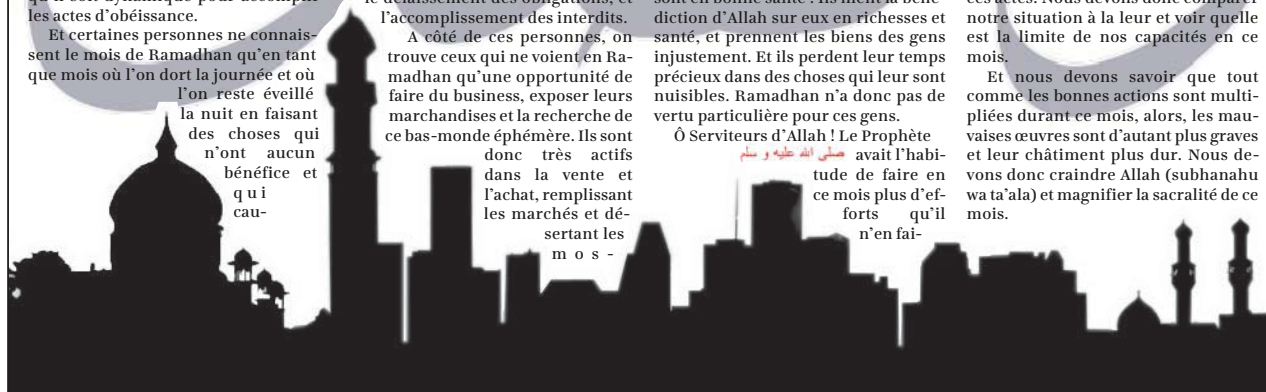 les actes d'obéissance.
Et certaines personnes ne connais-
sent le mois de Ramadhan qu'en tant
que mois où l'on dort la journée et où
l'on reste éveillé
la nuit en faisant
des choses qui
n'ont aucun
bénéfice et
qui
cau-
le délaissement des obligations, et
l'accomplissement des interdits.
A côté de ces personnes, on
trouve ceux qui ne voient en Ra-
madhan qu'une opportunité de
faire du business, exposer leurs
marchandises et la recherche de
ce bas-monde éphémère. Ils sont
donc très actifs
dans la vente et
l'achat, remplissant
les marchés et dé-
sertant les
mos-
diction d'Allah sur eux en richesses et
santé, et prennent les biens des gens
injustement. Et ils perdent leur temps
précieux dans des choses qui leur sont
nuisibles. Ramadhan n'a donc pas de
vertu particulière pour ces gens.
Ô Serviteurs d'Allah ! Le Prophète
صلى الله عليه و سلم avait l'habi-
tude de faire en
ce mois plus d'ef-
forts qu'il
n'en fai-
notre situation à la leur et voir quelle
est la limite de nos capacités en ce
mois.
Et nous devons savoir que tout
comme les bonnes actions sont multi-
pliées durant ce mois, alors, les mau-
vaises œuvres sont d'autant plus graves
et leur châtiment plus dur. Nous de-
vons donc craindre Allah (subhanahu
wa ta'ala) et magnifier la sacralité de ce
mois.